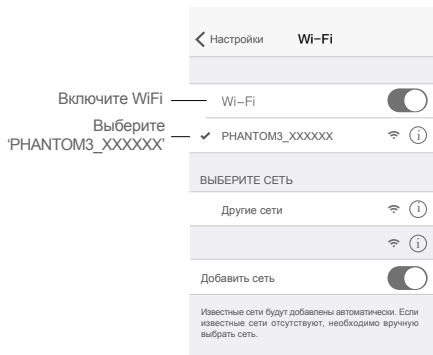 Настройки Wi-Fi
Включите WiFi
Wi-Fi
Выберите
'PHANTOM3_XXXXXX'
PHANTOM3_XXXXXX
ВЫБЕРИТЕ СЕТЬ
Другие сети
Добавить сеть
Известные сети будут добавлены автоматически. Если
известные сети отсутствуют, необходимо вручную
выбрать сеть.